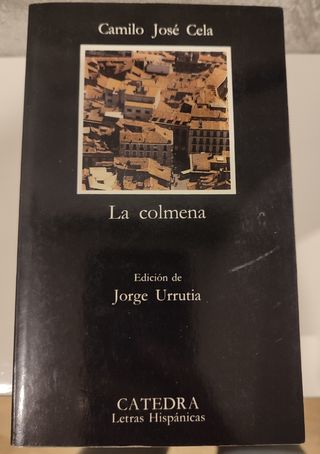 Camilo José Cela
La colmena
Edición de
Jorge Urrutia
CATEDRA
Letras Hispánicas